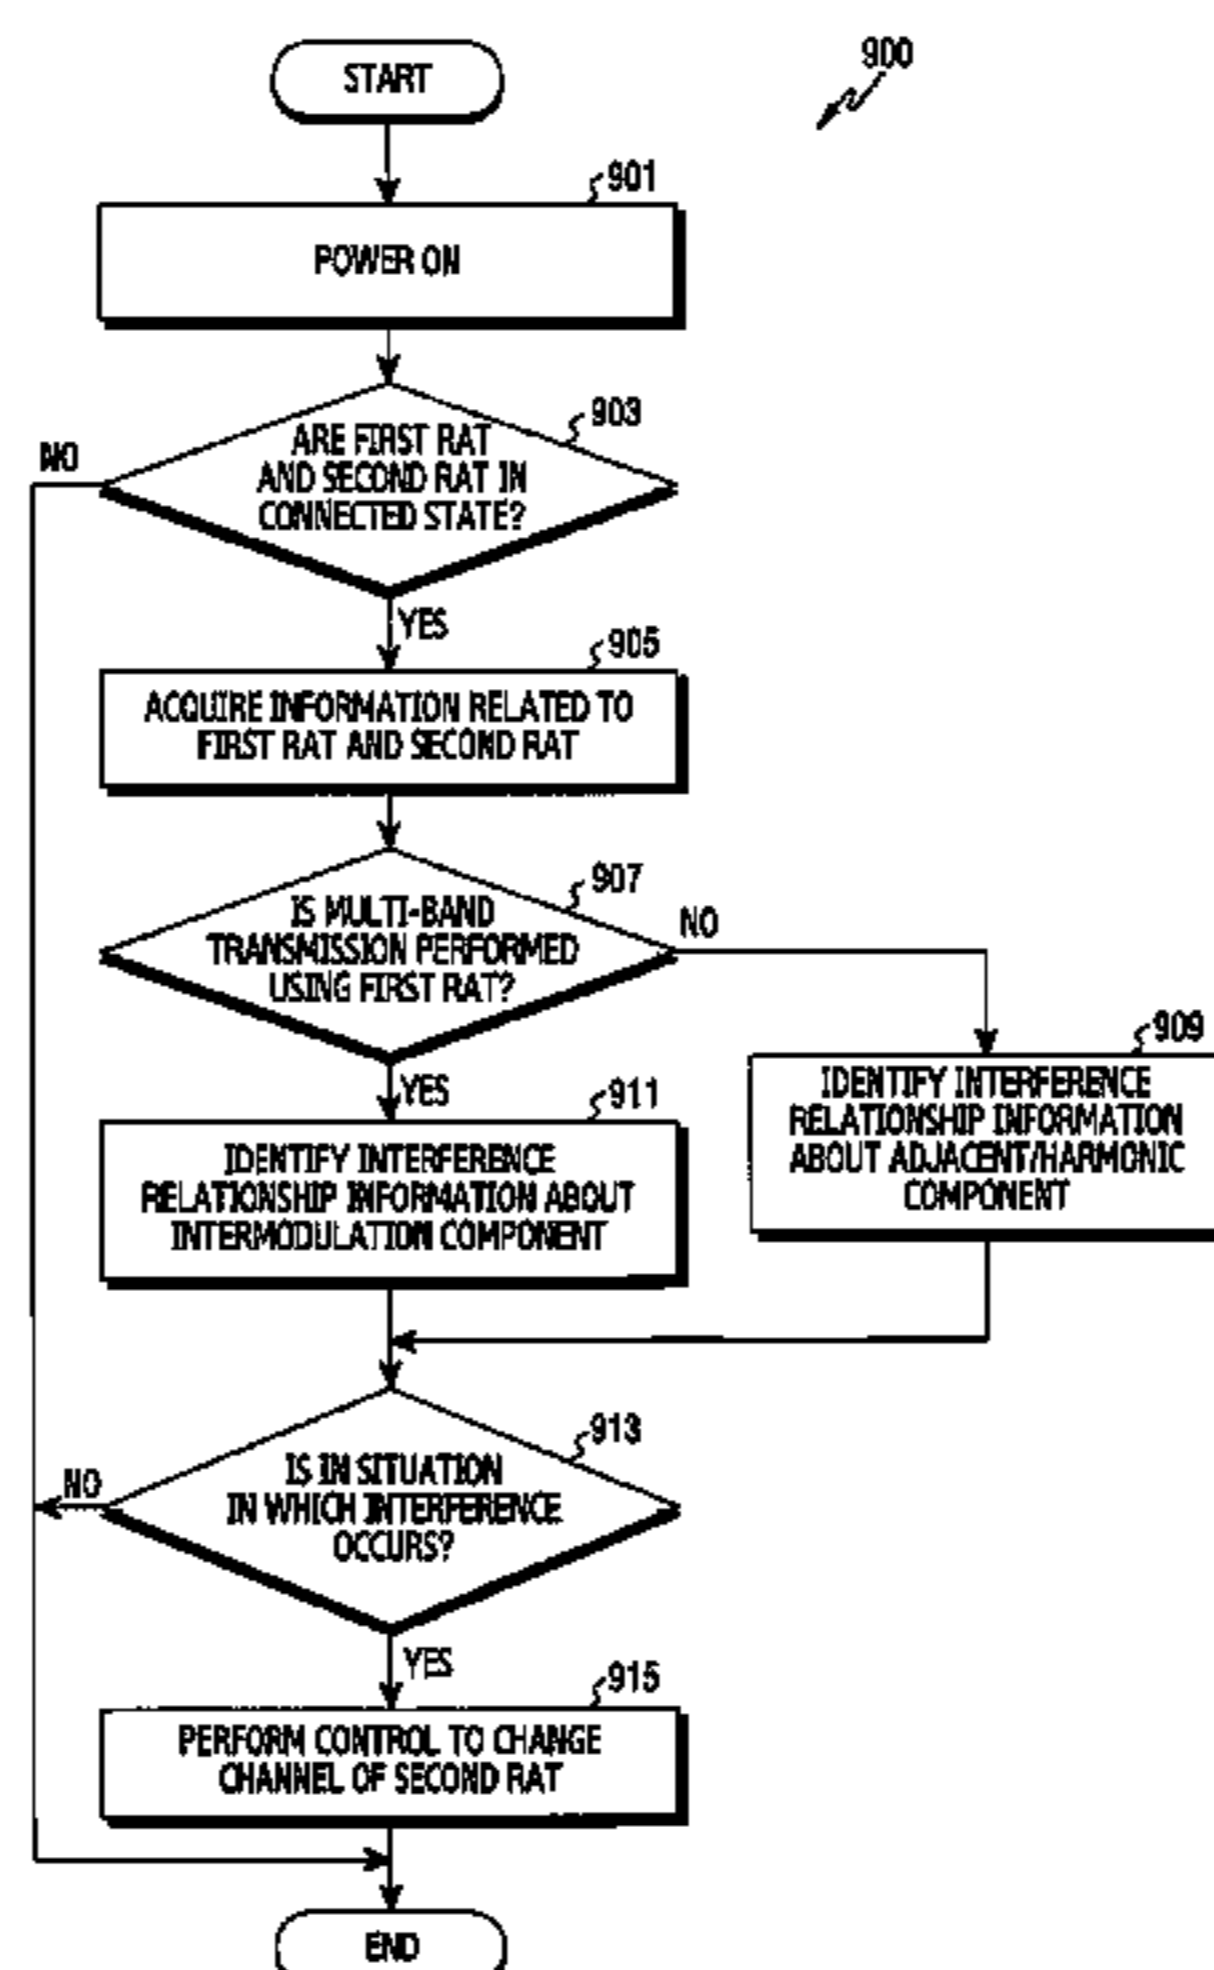 START
900
901
POWER ON
903
ARE FIRST RAT
AND SECOND RAT IN
CONNECTED STATE?
NO
YES
905
ACQUIRE INFORMATION RELATED TO
FIRST RAT AND SECOND RAT
907
IS MULTI-BAND
TRANSMISSION PERFORMED
USING FIRST RAT?
NO
YES
909
IDENTIFY INTERFERENCE
RELATIONSHIP INFORMATION
ABOUT ADJACENT/HARMONIC
COMPONENT
911
IDENTIFY INTERFERENCE
RELATIONSHIP INFORMATION ABOUT
INTERMODULATION COMPONENT
913
IS IN SITUATION
IN WHICH INTERFERENCE
OCCURS?
NO
YES
915
PERFORM CONTROL TO CHANGE
CHANNEL OF SECOND RAT
END